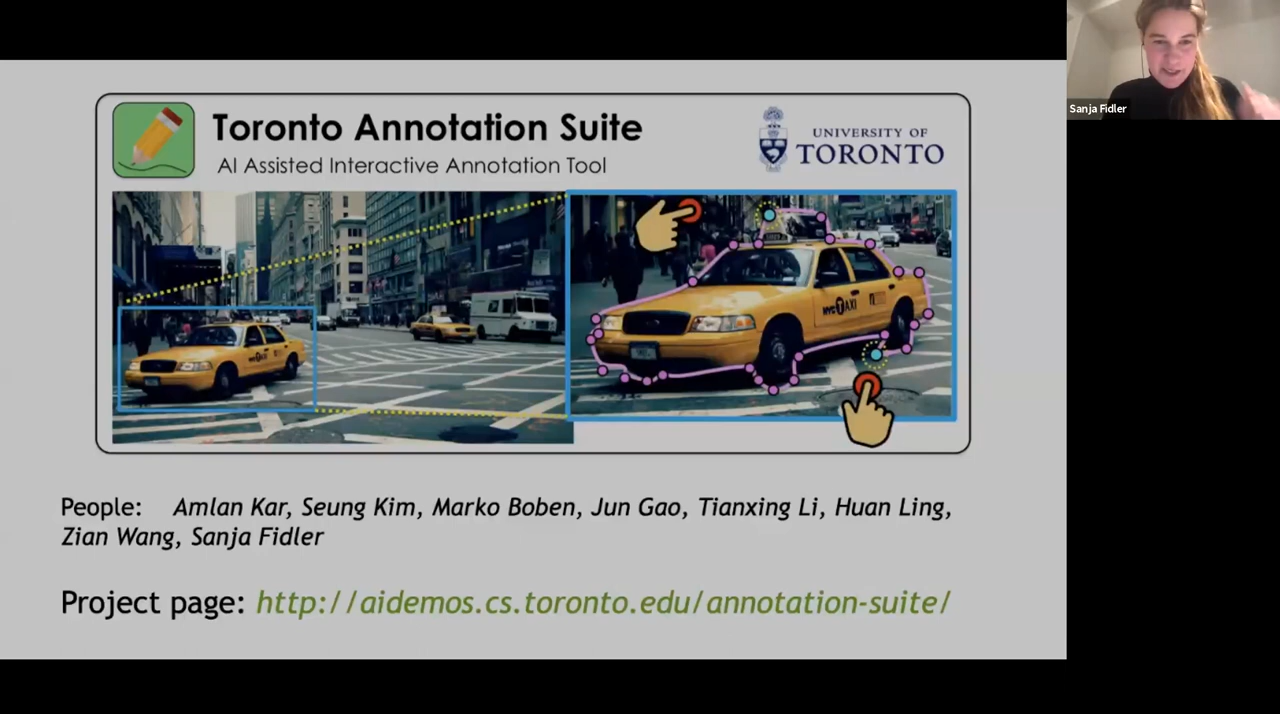 Toronto Annotation Suite
AI Assisted Interactive Annotation Tool
UNIVERSITY OF
TORONTO
NYC TAXI
People: Amlan Kar, Seung Kim, Marko Boben, Jun Gao, Tianxing Li, Huan Ling,
Zian Wang, Sanja Fidler
Project page: http://aidemos.cs.toronto.edu/annotation-suite/
Sanja Fidler